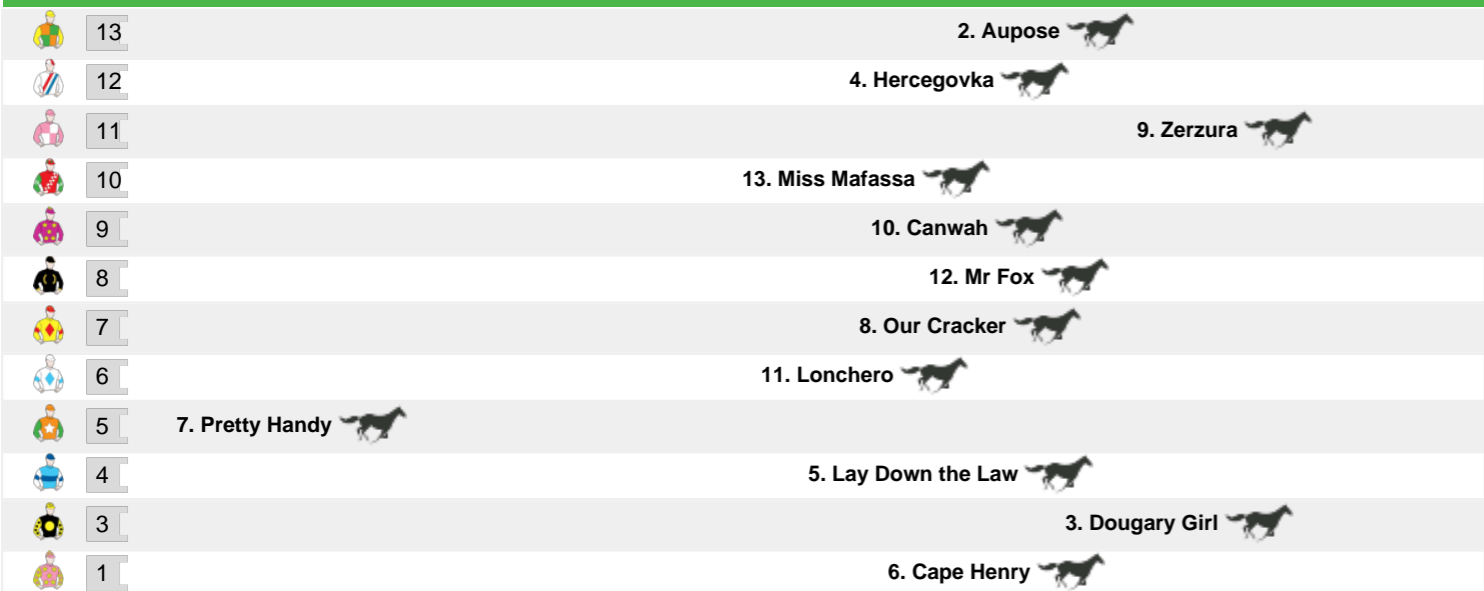 13 2. Aupose
12 4. Hercegovka
11 9. Zerzura
10 13. Miss Mafassa
9 10. Canwah
8 12. Mr Fox
7 8. Our Cracker
6 11. Lonchero
5 7. Pretty Handy
4 5. Lay Down the Law
3 3. Dougary Girl
1 6. Cape Henry